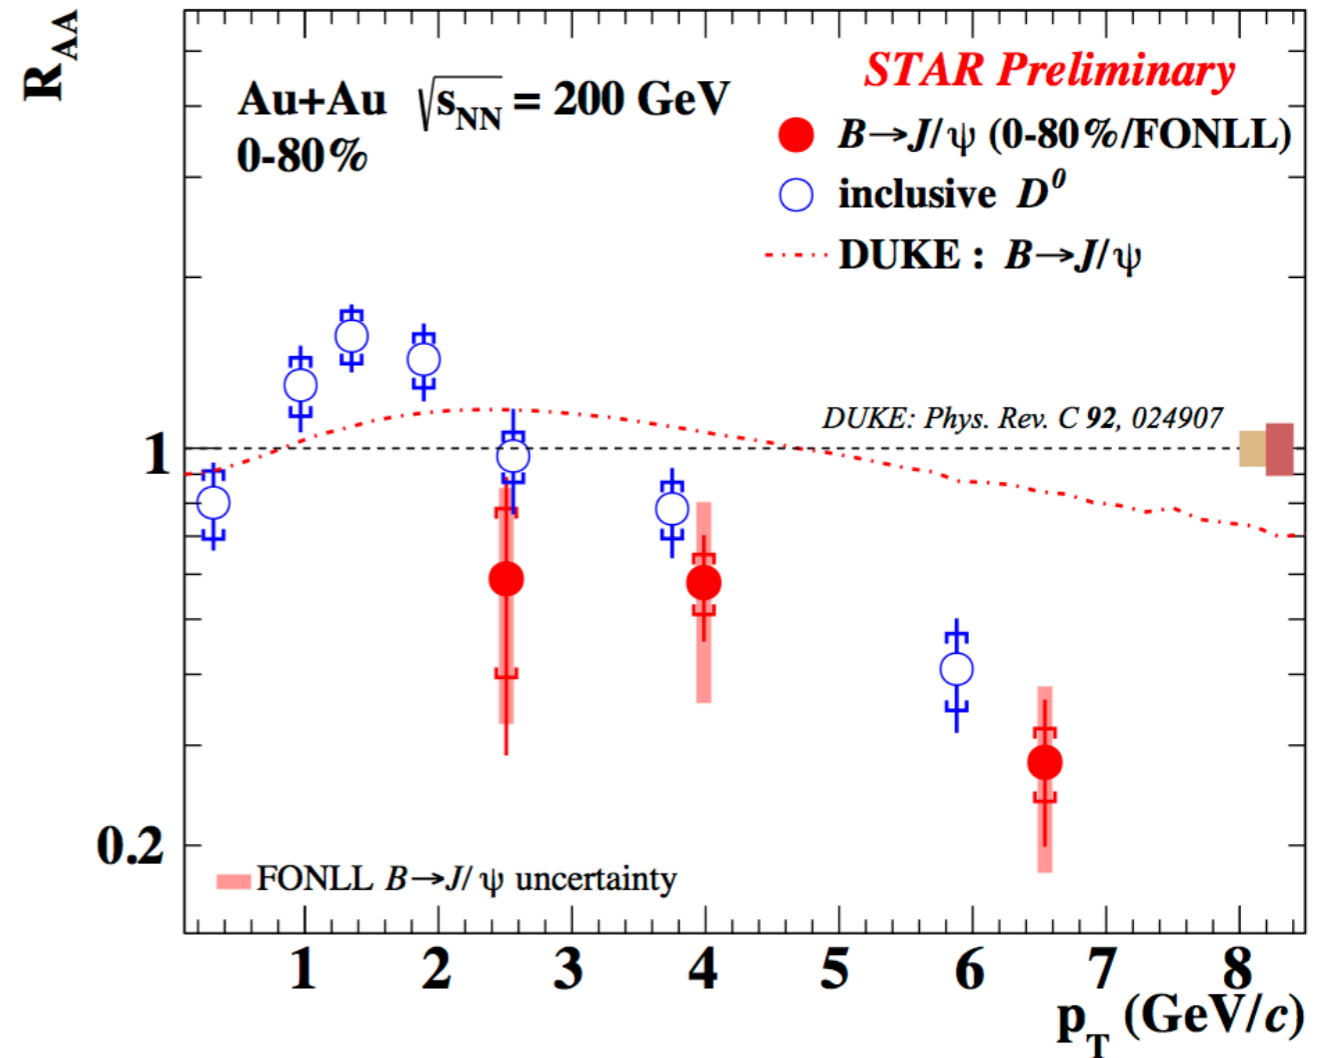 R_AA
Au+Au √s_NN = 200 GeV
0-80%
STAR Preliminary
B→J/ψ (0-80%/FONLL)
inclusive D⁰
DUKE : B→J/ψ
DUKE: Phys. Rev. C 92, 024907
1
0.2
FONLL B→J/ψ uncertainty
1 2 3 4 5 6 7 8
p_T (GeV/c)